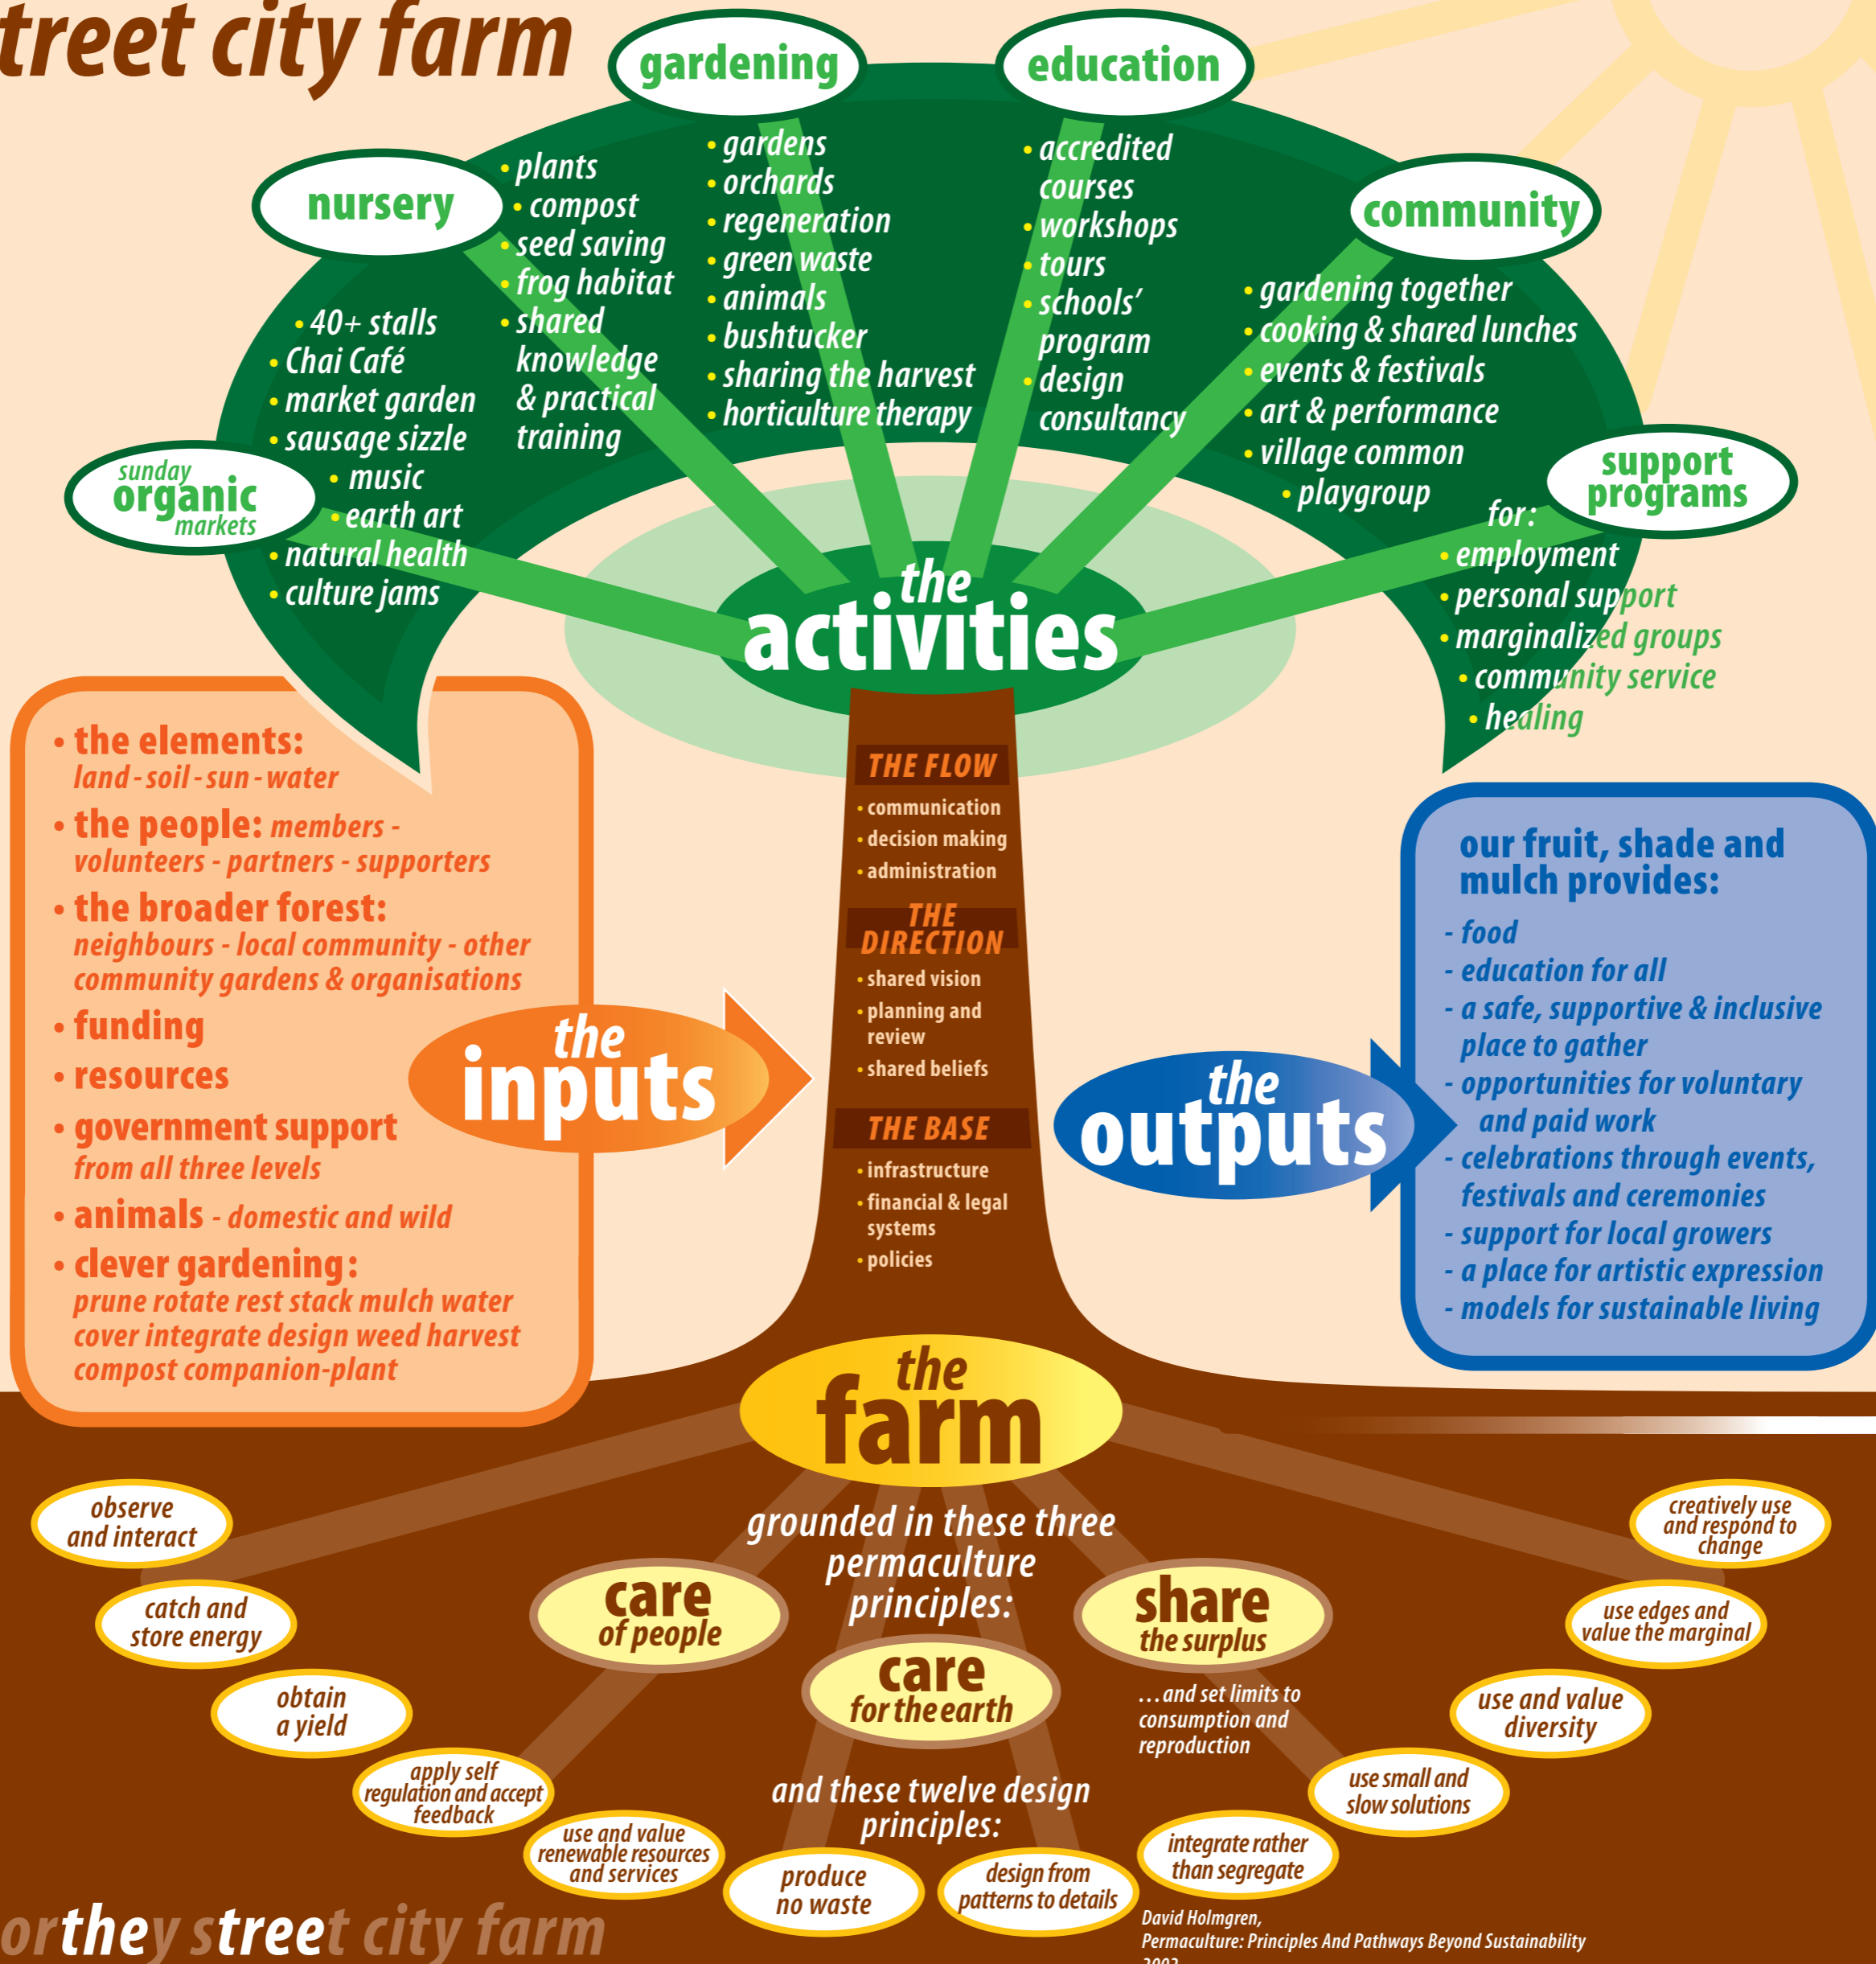 treet city farm
gardening
education
nursery
community
• plants
• compost
• seed saving
• frog habitat
• shared
knowledge
& practical
training
• gardens
• orchards
• regeneration
• green waste
• animals
• bushtucker
• sharing the harvest
• horticulture therapy
• accredited
courses
• workshops
• tours
• schools’
program
• design
consultancy
• gardening together
• cooking & shared lunches
• events & festivals
• art & performance
• village common
• playgroup
sunday
organic
markets
• 40+ stalls
• Chai Café
• market garden
• sausage sizzle
• music
• earth art
• natural health
• culture jams
support
programs
for:
• employment
• personal support
• marginalized groups
• community service
• healing
the
activities
• the elements:
land - soil - sun - water
• the people: members -
volunteers - partners - supporters
• the broader forest:
neighbours - local community - other
community gardens & organisations
• funding
• resources
• government support
from all three levels
• animals - domestic and wild
• clever gardening:
prune rotate rest stack mulch water
cover integrate design weed harvest
compost companion-plant
the
inputs
THE FLOW
• communication
• decision making
• administration
THE
DIRECTION
• shared vision
• planning and
review
• shared beliefs
THE BASE
• infrastructure
• financial & legal
systems
• policies
the
outputs
our fruit, shade and
mulch provides:
- food
- education for all
- a safe, supportive & inclusive
place to gather
- opportunities for voluntary
and paid work
- celebrations through events,
festivals and ceremonies
- support for local growers
- a place for artistic expression
- models for sustainable living
the
farm
grounded in these three
permaculture
principles:
care
of people
care
for the earth
share
the surplus
...and set limits to
consumption and
reproduction
and these twelve design
principles:
observe
and interact
catch and
store energy
obtain
a yield
apply self
regulation and accept
feedback
use and value
renewable resources
and services
produce
no waste
design from
patterns to details
integrate rather
than segregate
use small and
slow solutions
use and value
diversity
use edges and
value the marginal
creatively use
and respond to
change
orthey street city farm
David Holmgren,
Permaculture: Principles And Pathways Beyond Sustainability